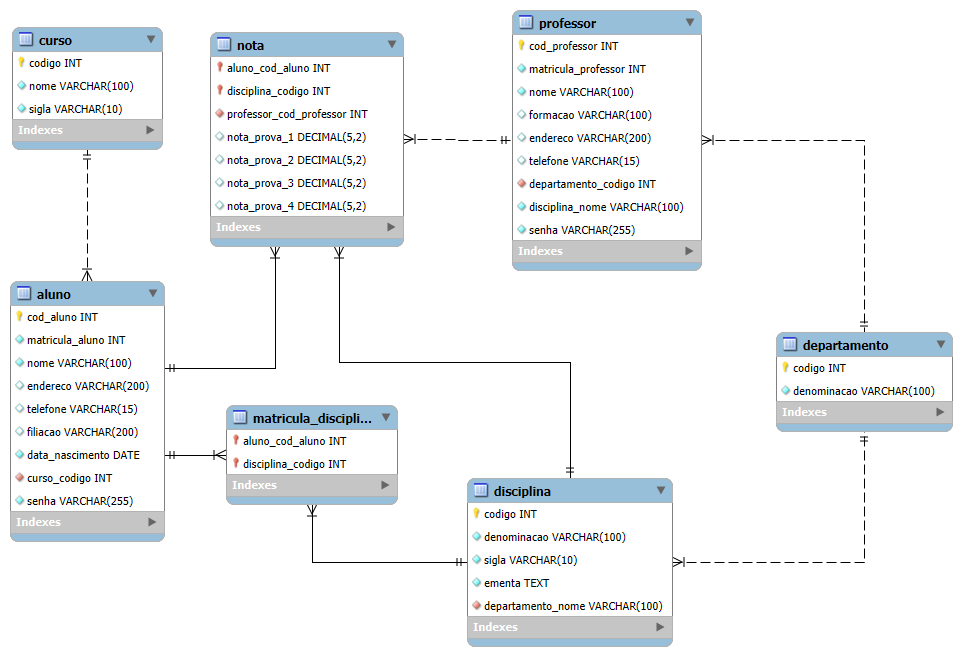 curso
codigo INT
nome VARCHAR(100)
sigla VARCHAR(10)
Indexes
nota
aluno_cod_aluno INT
disciplina_codigo INT
professor_cod_professor INT
nota_prova_1 DECIMAL(5,2)
nota_prova_2 DECIMAL(5,2)
nota_prova_3 DECIMAL(5,2)
nota_prova_4 DECIMAL(5,2)
Indexes
professor
cod_professor INT
matricula_professor INT
nome VARCHAR(100)
formacao VARCHAR(100)
endereco VARCHAR(200)
telefone VARCHAR(15)
departamento_codigo INT
disciplina_nome VARCHAR(100)
senha VARCHAR(255)
Indexes
aluno
cod_aluno INT
matricula_aluno INT
nome VARCHAR(100)
endereco VARCHAR(200)
telefone VARCHAR(15)
filiacao VARCHAR(200)
data_nascimento DATE
curso_codigo INT
senha VARCHAR(255)
Indexes
matricula_discipli...
aluno_cod_aluno INT
disciplina_codigo INT
Indexes
departamento
codigo INT
denominacao VARCHAR(100)
Indexes
disciplina
codigo INT
denominacao VARCHAR(100)
sigla VARCHAR(10)
ementa TEXT
departamento_nome VARCHAR(100)
Indexes